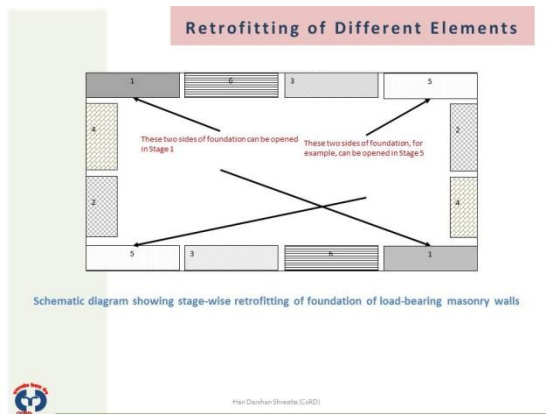 Retrofitting of Different Elements
1
G
3
5
4
These two sides of foundation can be opened
in Stage 1
These two sides of foundation, for
example, can be opened in Stage 5
2
2
4
5
3
1
Schematic diagram showing stage-wise retrofitting of foundation of load-bearing masonry walls
Hari Darshan Shrestha (CoRD)